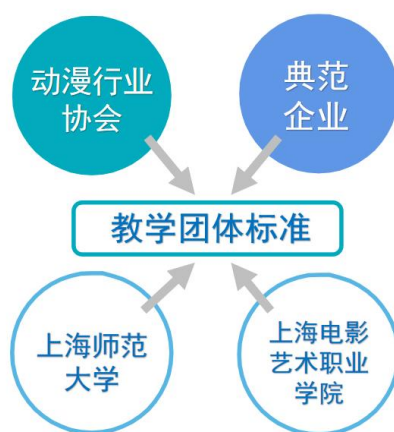 动漫行业
协会
典范
企业
教学团体标准
上海师范
大学
上海电影
艺术职业
学院